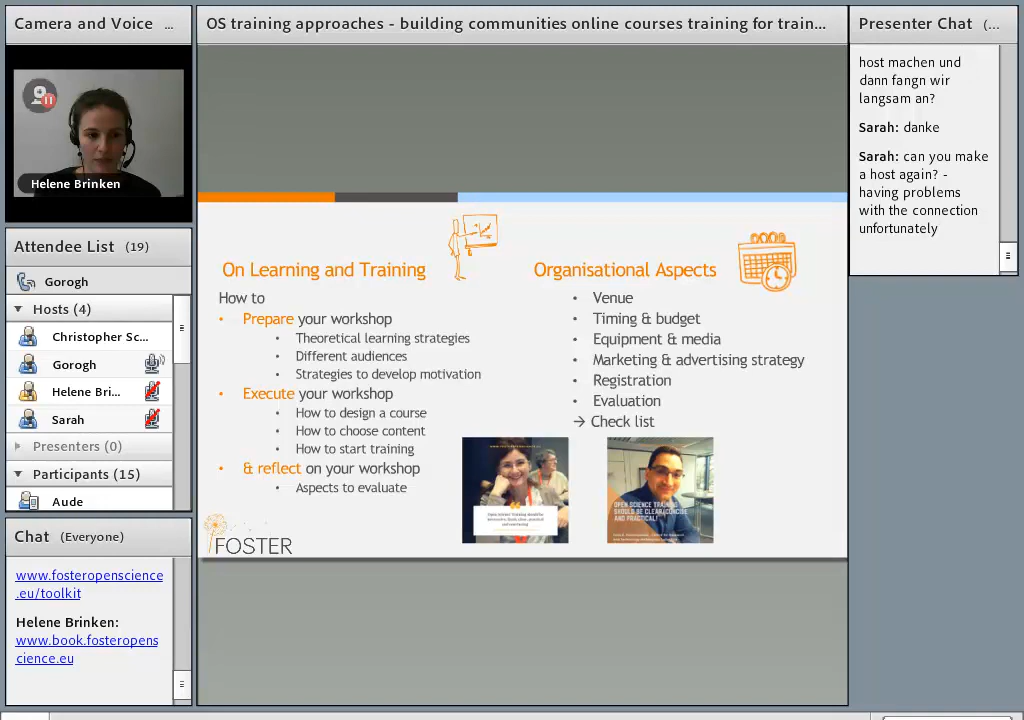 Camera and Voice ...
Helene Brinken
Attendee List (19)
Gorogh
Hosts (4)
Christopher Sc...
Gorogh
Helene Bri...
Sarah
Presenters (0)
Participants (15)
Aude
Chat (Everyone)
www.fosteropenscience
.eu/toolkit
Helene Brinken:
www.book.fosteropens
cience.eu
OS training approaches - building communities online courses training for train...
On Learning and Training
How to
• Prepare your workshop
• Theoretical learning strategies
• Different audiences
• Strategies to develop motivation
• Execute your workshop
• How to design a course
• How to choose content
• How to start training
• & reflect on your workshop
• Aspects to evaluate
FOSTER
Organisational Aspects
• Venue
• Timing & budget
• Equipment & media
• Marketing & advertising strategy
• Registration
• Evaluation
→ Check list
OPEN SCIENCE TRAINING
SHOULD BE CLEAR, CONCISE
AND PRACTICAL!
Presenter Chat (...
host machen und
dann fangn wir
langsam an?
Sarah: danke
Sarah: can you make
a host again? -
having problems
with the connection
unfortunately